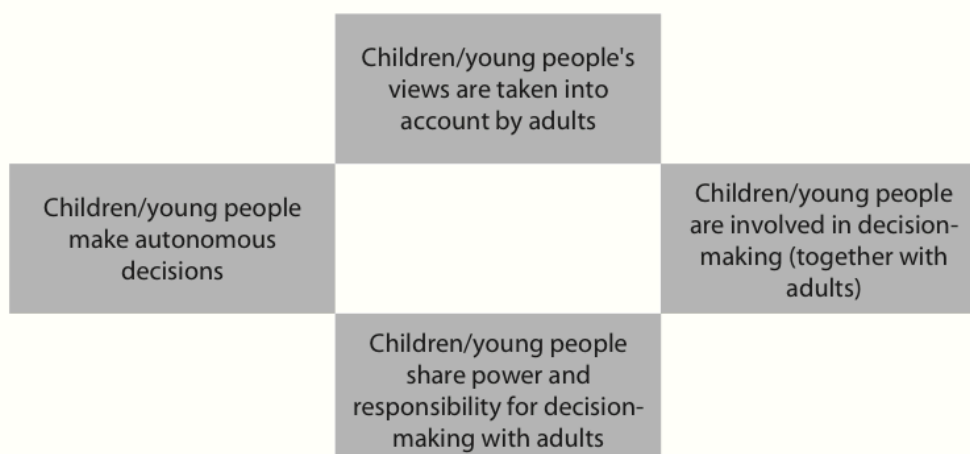 Children/young people's
views are taken into
account by adults
Children/young people
make autonomous
decisions
Children/young people
are involved in decision-
making (together with
adults)
Children/young people
share power and
responsibility for decision-
making with adults